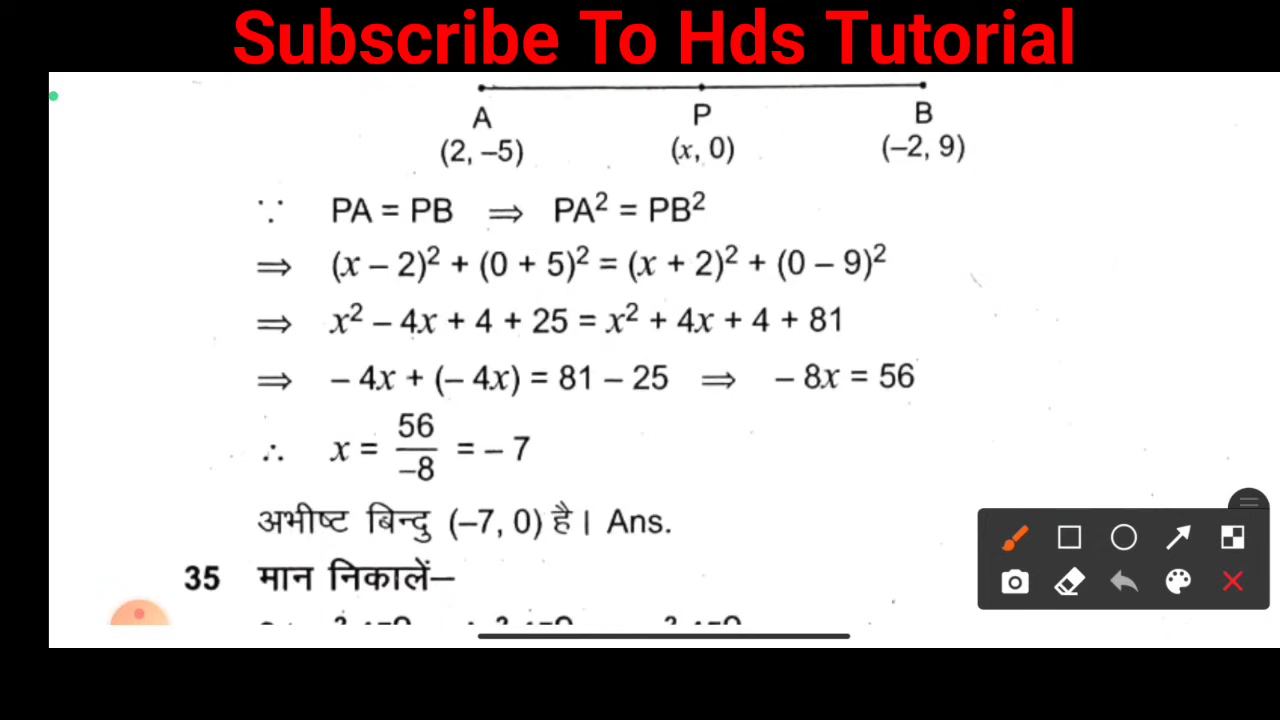 Subscribe To Hds Tutorial
A P B
(2, –5) (x, 0) (–2, 9)
∵ PA = PB ⇒ PA² = PB²
⇒ (x – 2)² + (0 + 5)² = (x + 2)² + (0 – 9)²
⇒ x² – 4x + 4 + 25 = x² + 4x + 4 + 81
⇒ – 4x + (– 4x) = 81 – 25 ⇒ – 8x = 56
∴ x = 56/–8 = – 7
अभीष्ट बिन्दु (–7, 0) है। Ans.
35 मान निकालें–